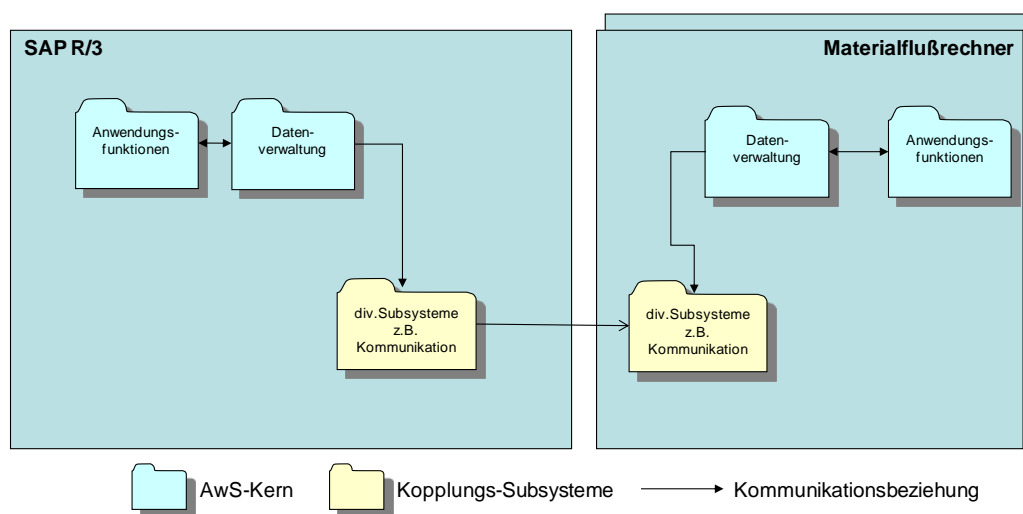 SAP R/3
Anwendungs-
funktionen
Daten-
verwaltung
div.Subsysteme
z.B.
Kommunikation
Materialflußrechner
Daten-
verwaltung
Anwendungs-
funktionen
div.Subsysteme
z.B.
Kommunikation
AwS-Kern
Kopplungs-Subsysteme
Kommunikationsbeziehung